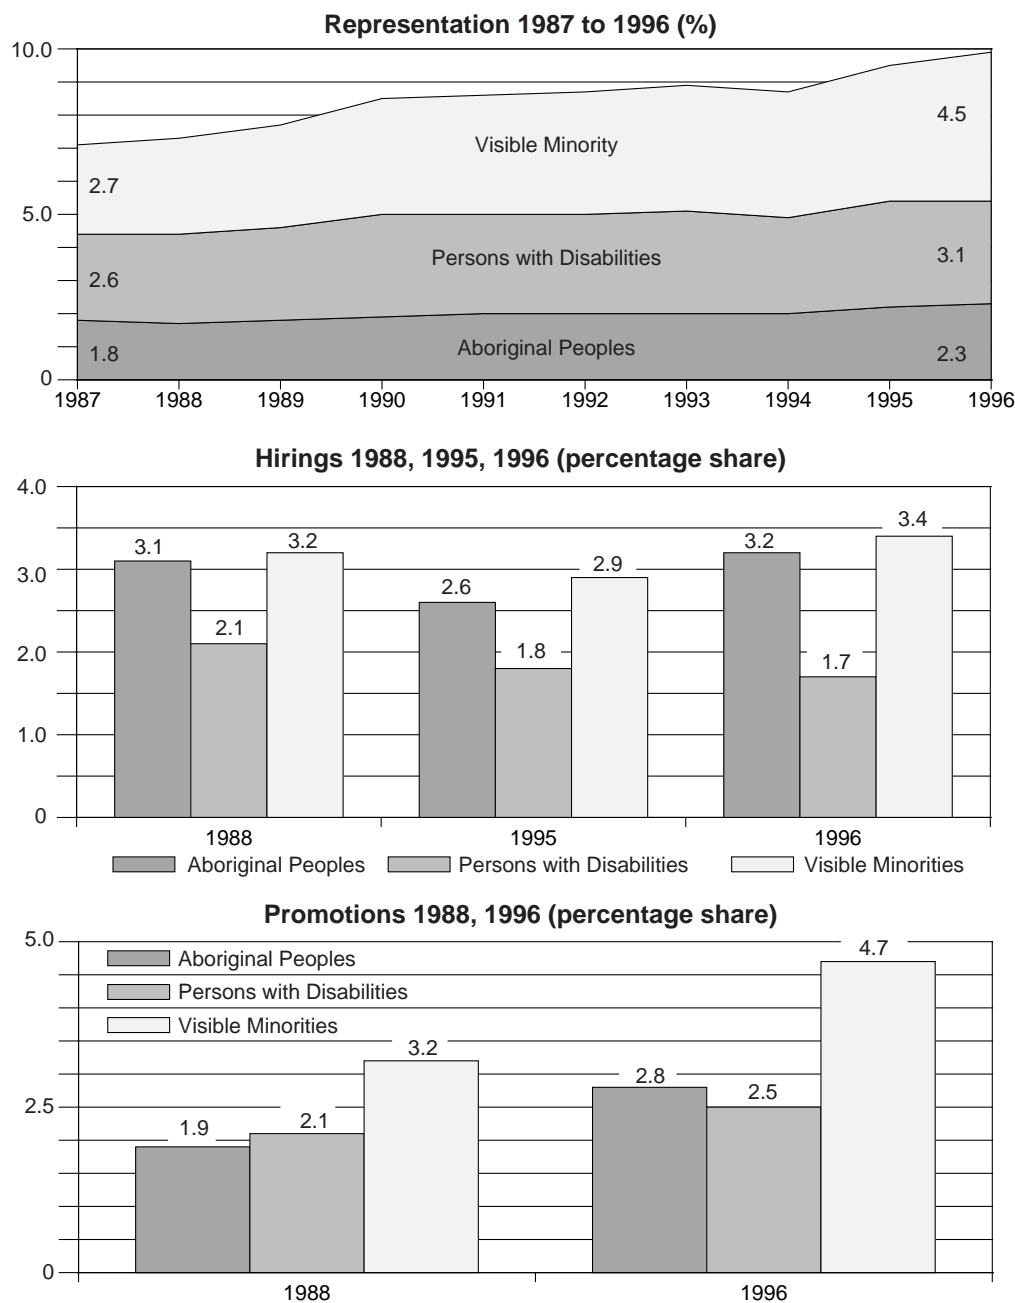 Representation 1987 to 1996 (%)
10.0
4.5
Visible Minority
2.7
5.0
Persons with Disabilities
3.1
2.6
Aboriginal Peoples
1.8
2.3
0
1987 1988 1989 1990 1991 1992 1993 1994 1995 1996
Hirings 1988, 1995, 1996 (percentage share)
4.0
3.4
3.1 3.2 3.2
2.9
3.0
2.6
2.1
2.0
1.8
1.7
1.0
0
1988 1995 1996
Aboriginal Peoples Persons with Disabilities Visible Minorities
Promotions 1988, 1996 (percentage share)
5.0
4.7
Aboriginal Peoples
Persons with Disabilities
Visible Minorities
3.2
2.8
2.5
2.5
1.9 2.1
0
1988 1996